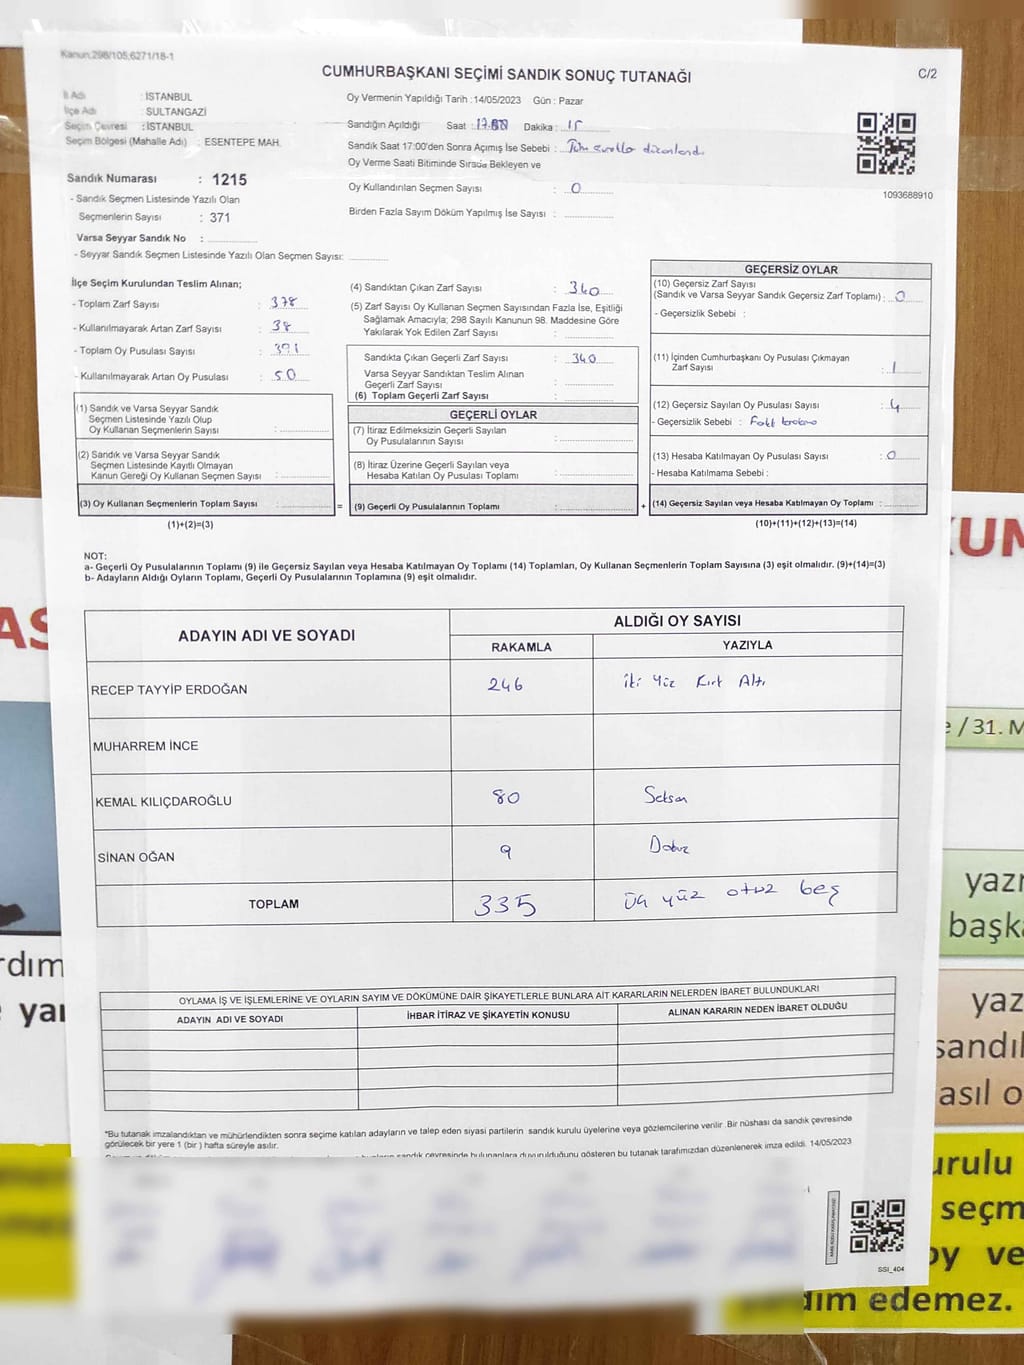 Kanun:298/105;6271/18-1
C/2
CUMHURBAŞKANI SEÇİMİ SANDIK SONUÇ TUTANAĞI
İl Adı : İSTANBUL
İlçe Adı : SULTANGAZİ
Seçim Çevresi : İSTANBUL
Seçim Bölgesi (Mahalle Adı) : ESENTEPE MAH.
Oy Vermenin Yapıldığı Tarih :14/05/2023 Gün : Pazar
Sandığın Açıldığı Saat : Dakika : 15
Sandık Saat 17:00'den Sonra Açımış İse Sebebi : Tüm evrallo düzenlendi
Oy Verme Saati Bitiminde Sırada Bekleyen ve
Oy Kullandırılan Seçmen Sayısı : 0
Birden Fazla Sayım Döküm Yapılmış İse Sayısı :
1093688910
Sandık Numarası : 1215
- Sandık Seçmen Listesinde Yazılı Olan
Seçmenlerin Sayısı : 371
Varsa Seyyar Sandık No :
- Seyyar Sandık Seçmen Listesinde Yazılı Olan Seçmen Sayısı:
İlçe Seçim Kurulundan Teslim Alınan;
- Toplam Zarf Sayısı : 378
- Kullanılmayarak Artan Zarf Sayısı : 38
- Toplam Oy Pusulası Sayısı : 391
- Kullanılmayarak Artan Oy Pusulası : 50
(4) Sandıktan Çıkan Zarf Sayısı : 340
(5) Zarf Sayısı Oy Kullanan Seçmen Sayısından Fazla İse, Eşitliği
Sağlamak Amacıyla; 298 Sayılı Kanunun 98. Maddesine Göre
Yakılarak Yok Edilen Zarf Sayısı :
Sandıkta Çıkan Geçerli Zarf Sayısı : 340
Varsa Seyyar Sandıktan Teslim Alınan
Geçerli Zarf Sayısı :
(6) Toplam Geçerli Zarf Sayısı :
GEÇERSİZ OYLAR
(10) Geçersiz Zarf Sayısı
(Sandık ve Varsa Seyyar Sandık Geçersiz Zarf Toplamı) : 0
- Geçersizlik Sebebi :
(11) İçinden Cumhurbaşkanı Oy Pusulası Çıkmayan
Zarf Sayısı : 1
(12) Geçersiz Sayılan Oy Pusulası Sayısı : 4
- Geçersizlik Sebebi :
(13) Hesaba Katılmayan Oy Pusulası Sayısı : 0
- Hesaba Katılmama Sebebi :
(14) Geçersiz Sayılan veya Hesaba Katılmayan Oy Toplamı :
(10)+(11)+(12)+(13)=(14)
(1) Sandık ve Varsa Seyyar Sandık
Seçmen Listesinde Yazılı Olup
Oy Kullanan Seçmenlerin Sayısı :
(2) Sandık ve Varsa Seyyar Sandık
Seçmen Listesinde Kayıtlı Olmayan
Kanun Gereği Oy Kullanan Seçmen Sayısı :
(3) Oy Kullanan Seçmenlerin Toplam Sayısı : =
(1)+(2)=(3)
GEÇERLİ OYLAR
(7) İtiraz Edilmeksizin Geçerli Sayılan
Oy Pusulalarının Sayısı :
(8) İtiraz Üzerine Geçerli Sayılan veya
Hesaba Katılan Oy Pusulası Toplamı :
(9) Geçerli Oy Pusulalarının Toplamı : +
NOT:
a- Geçerli Oy Pusulalarının Toplamı (9) ile Geçersiz Sayılan veya Hesaba Katılmayan Oy Toplamı (14) Toplamları, Oy Kullanan Seçmenlerin Toplam Sayısına (3) eşit olmalıdır. (9)+(14)=(3)
b- Adayların Aldığı Oyların Toplamı, Geçerli Oy Pusulalarının Toplamına (9) eşit olmalıdır.
ADAYIN ADI VE SOYADI
ALDIĞI OY SAYISI
RAKAMLA YAZIYLA
RECEP TAYYİP ERDOĞAN 246 İki Yüz Kırk Altı
MUHARREM İNCE
KEMAL KILIÇDAROĞLU 80 Seksen
SİNAN OĞAN 9 Dokuz
TOPLAM 335 üç yüz otuz beş
OYLAMA İŞ VE İŞLEMLERİNE VE OYLARIN SAYIM VE DÖKÜMÜNE DAİR ŞİKAYETLERLE BUNLARA AİT KARARLARIN NELERDEN İBARET BULUNDUKLARI
ADAYIN ADI VE SOYADI İHBAR İTİRAZ VE ŞİKAYETİN KONUSU ALINAN KARARIN NEDEN İBARET OLDUĞU
*Bu tutanak imzalandıktan ve mühürlendikten sonra seçime katılan adayların ve talep eden siyasi partilerin sandık kurulu üyelerine veya gözlemcilerine verilir. Bir nüshası da sandık çevresinde
görülecek bir yere 1 (bir ) hafta süreyle asılır.
sandık çevresinde bulunanlara duyurulduğunu gösteren bu tutanak tarafımızdan düzenlenerek imza edildi. 14/05/2023
SSI_404
AS
rdım
yar
KUM
e / 31. M
yazı
başka
yaz
sandık
asıl o
urulu
seçm
oy ve
yardım edemez.